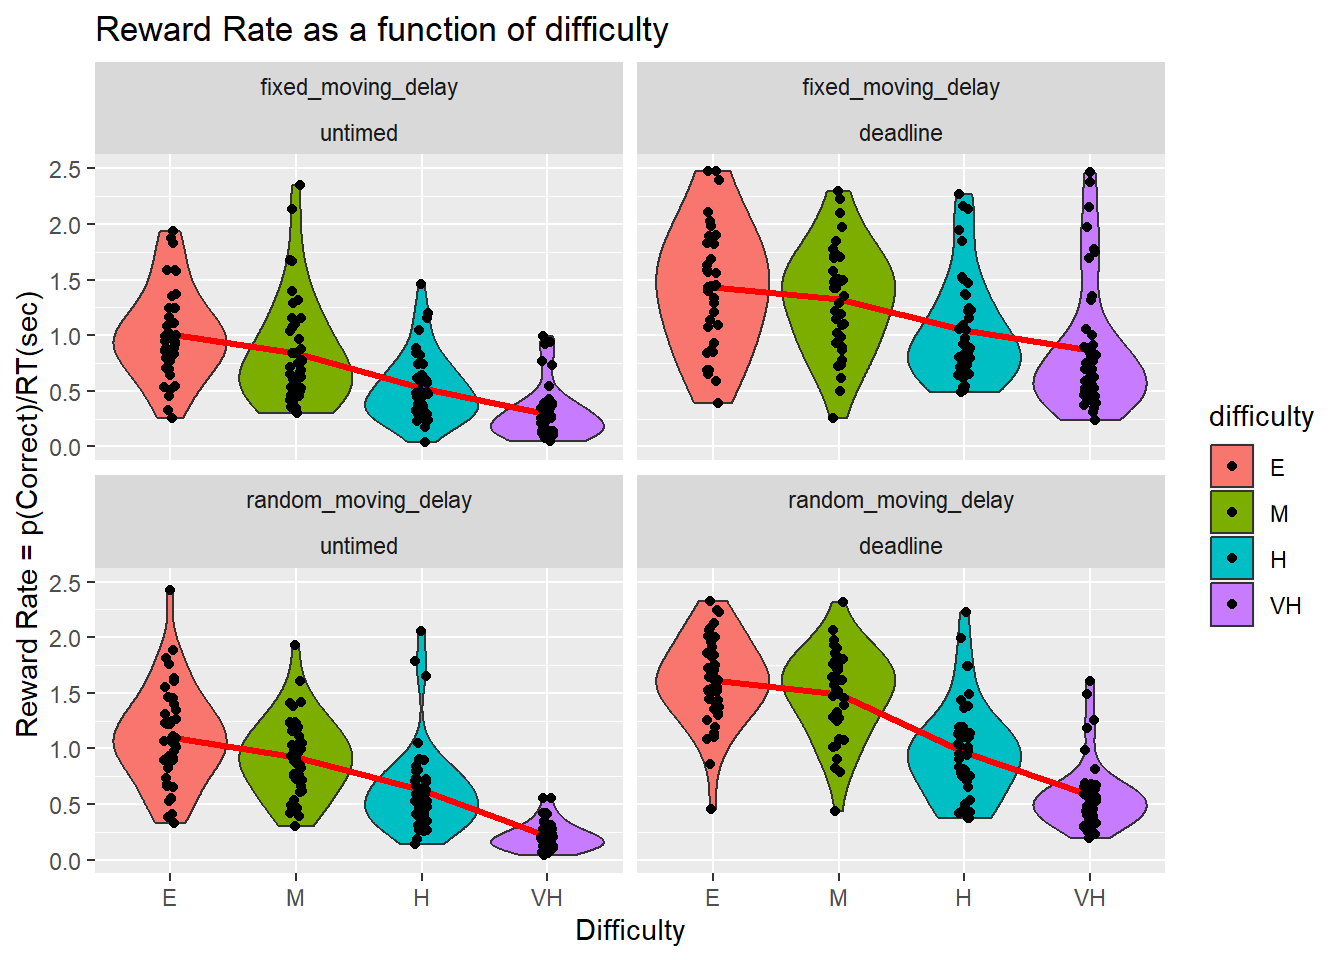 Reward Rate as a function of difficulty
fixed_moving_delay
untimed
fixed_moving_delay
deadline
2.5
2.0
1.5
1.0
0.5
0.0
random_moving_delay
untimed
random_moving_delay
deadline
2.5
2.0
1.5
1.0
0.5
0.0
Reward Rate = p(Correct)/RT(sec)
E M H VH
E M H VH
Difficulty
difficulty
E
M
H
VH